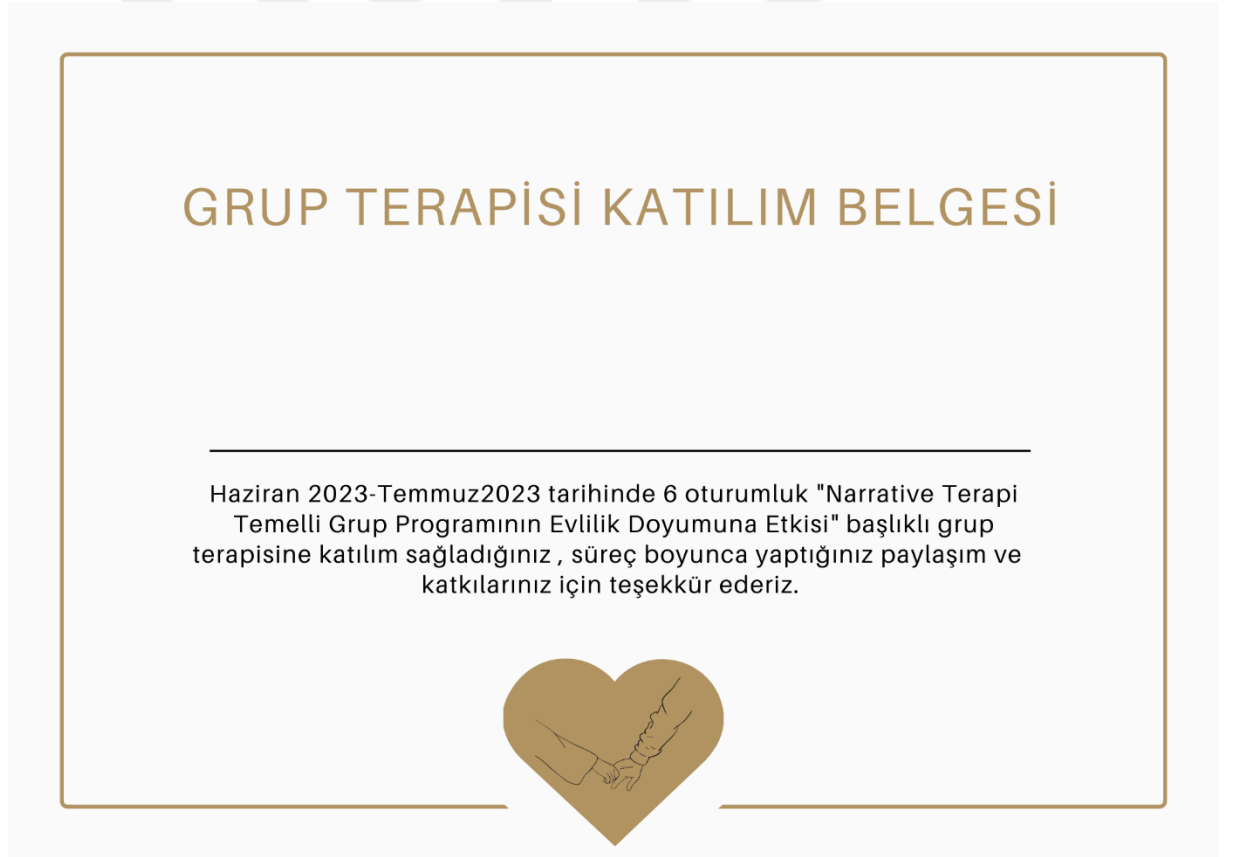 GRUP TERAPİSİ KATILIM BELGESİ
Haziran 2023-Temmuz2023 tarihinde 6 oturumluk "Narrative Terapi
Temelli Grup Programının Evlilik Doyumuna Etkisi" başlıklı grup
terapisine katılım sağladığınız , süreç boyunca yaptığınız paylaşım ve
katkılarınız için teşekkür ederiz.